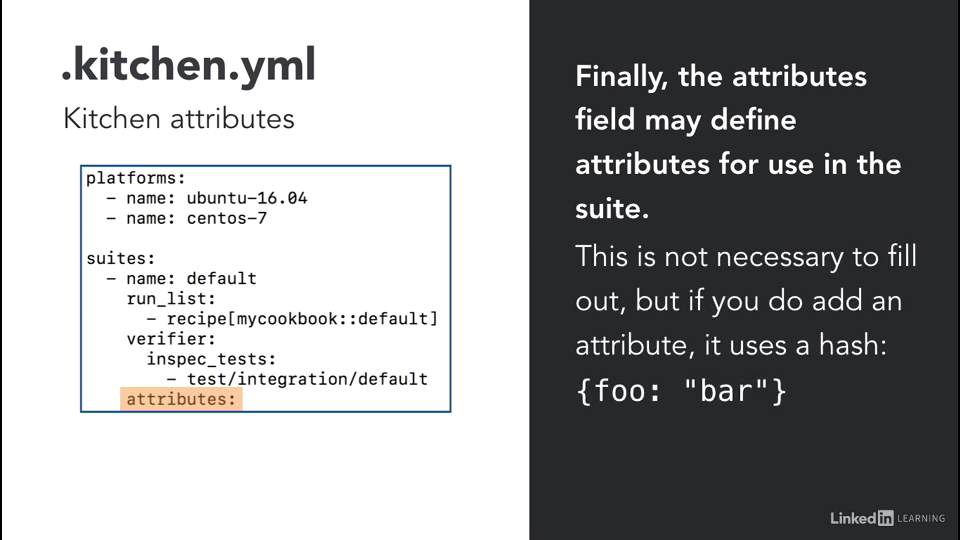 .kitchen.yml
Kitchen attributes
platforms:
  - name: ubuntu-16.04
  - name: centos-7

suites:
  - name: default
    run_list:
      - recipe[mycookbook::default]
    verifier:
      inspec_tests:
        - test/integration/default
    attributes:
Finally, the attributes
field may define
attributes for use in the
suite.
This is not necessary to fill
out, but if you do add an
attribute, it uses a hash:
{foo: "bar"}
Linked in LEARNING